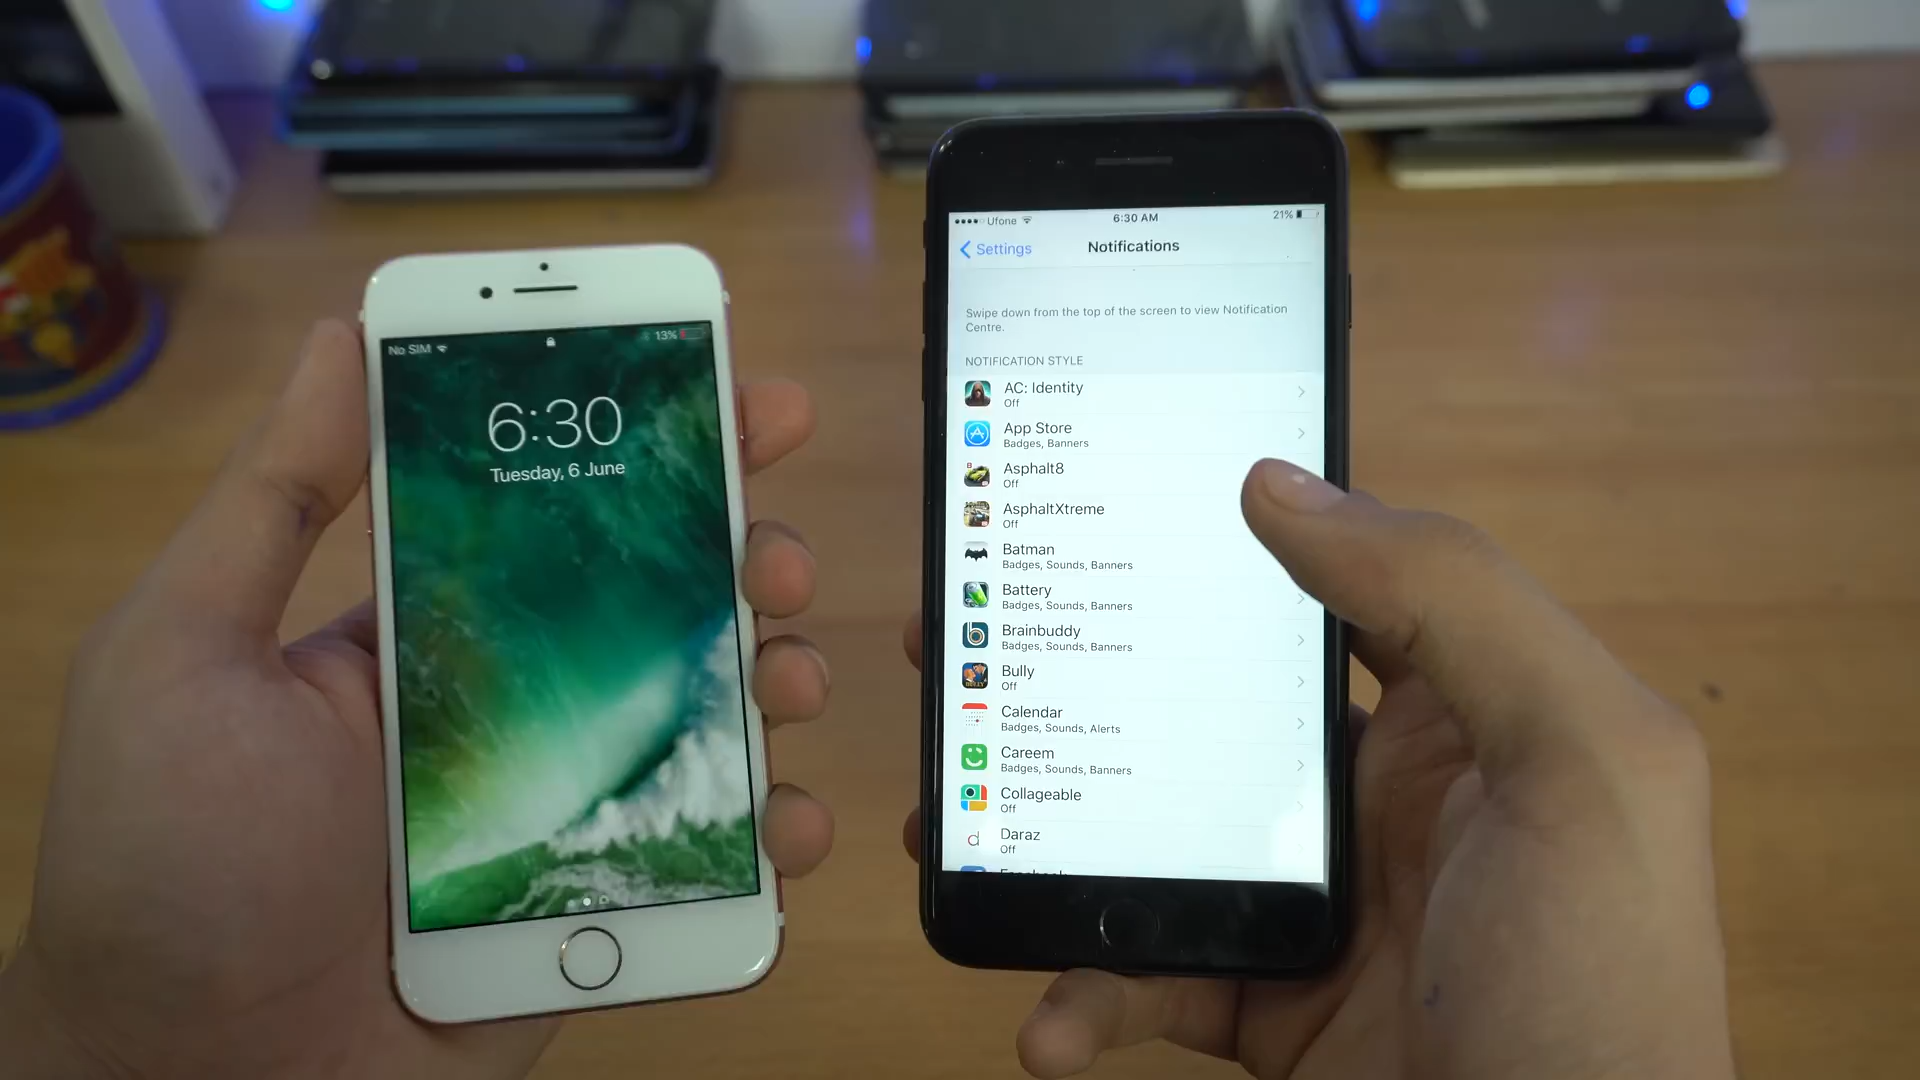 No SIM
13%
6:30
Tuesday, 6 June
Ufone
6:30 AM
21%
Settings
Notifications
Swipe down from the top of the screen to view Notification
Centre.
NOTIFICATION STYLE
AC: Identity
Off
App Store
Badges, Banners
Asphalt8
Off
AsphaltXtreme
Off
Batman
Badges, Sounds, Banners
Battery
Badges, Sounds, Banners
Brainbuddy
Badges, Sounds, Banners
Bully
Off
Calendar
Badges, Sounds, Alerts
Careem
Badges, Sounds, Banners
Collageable
Off
d
Daraz
Off